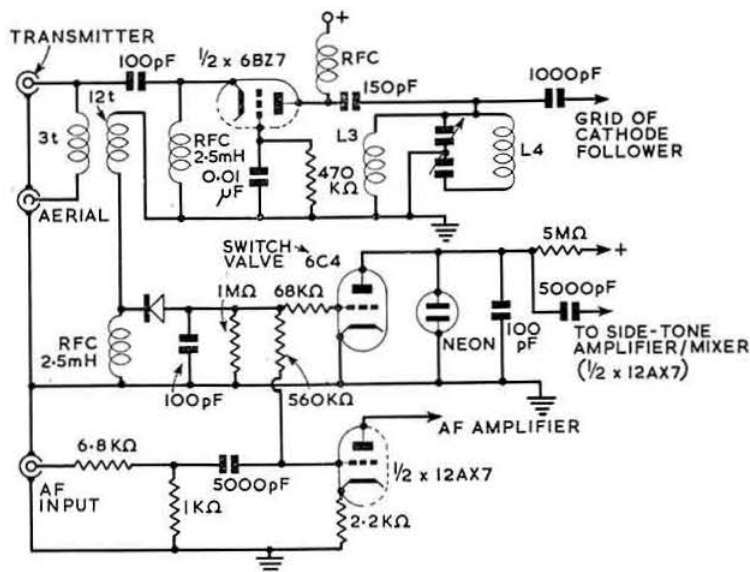 TRANSMITTER
100pF
½ x 6BZ7
+
RFC
150pF
1000pF
GRID OF
CATHODE
FOLLOWER
12t
3t
RFC
2·5mH
0.01
µF
470
KΩ
L3
L4
AERIAL
SWITCH
VALVE 6C4
5MΩ
+
1MΩ
68KΩ
5000pF
RFC
2·5mH
100pF
560KΩ
NEON
100
pF
TO SIDE-TONE
AMPLIFIER/MIXER
(½ x 12AX7)
AF AMPLIFIER
6·8KΩ
5000pF
½ x 12AX7
AF
INPUT
1KΩ
2·2KΩ